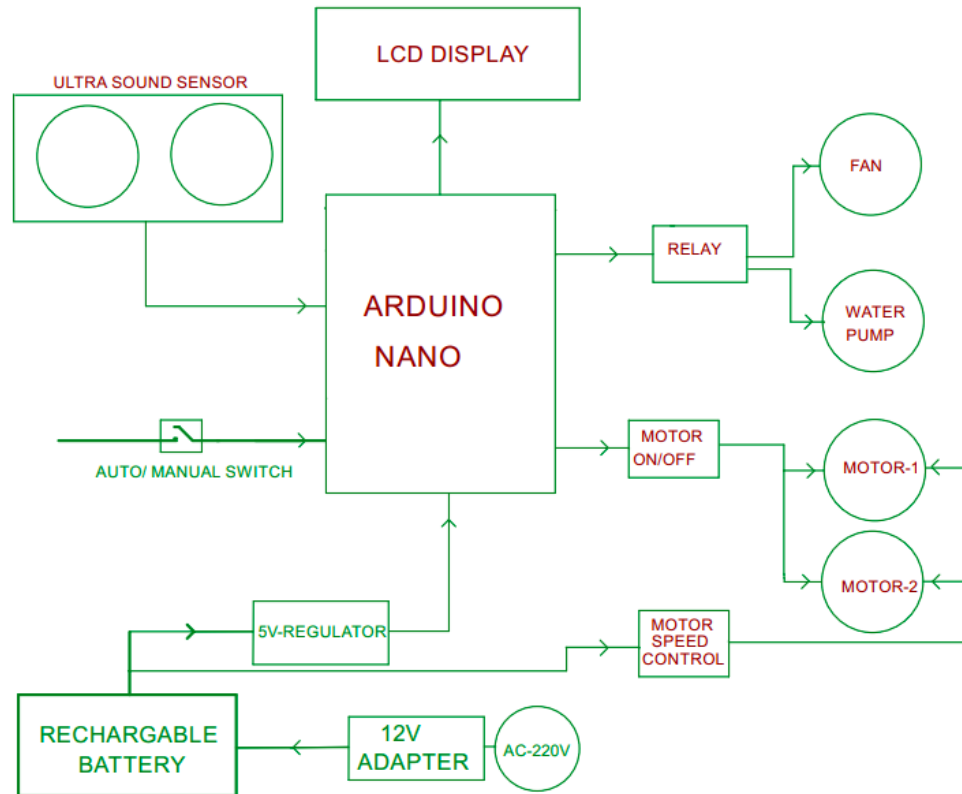 LCD DISPLAY
ULTRA SOUND SENSOR
FAN
RELAY
ARDUINO
NANO
WATER
PUMP
MOTOR
ON/OFF
AUTO/ MANUAL SWITCH
MOTOR-1
MOTOR-2
5V-REGULATOR
MOTOR
SPEED
CONTROL
RECHARGABLE
BATTERY
12V
ADAPTER
AC-220V